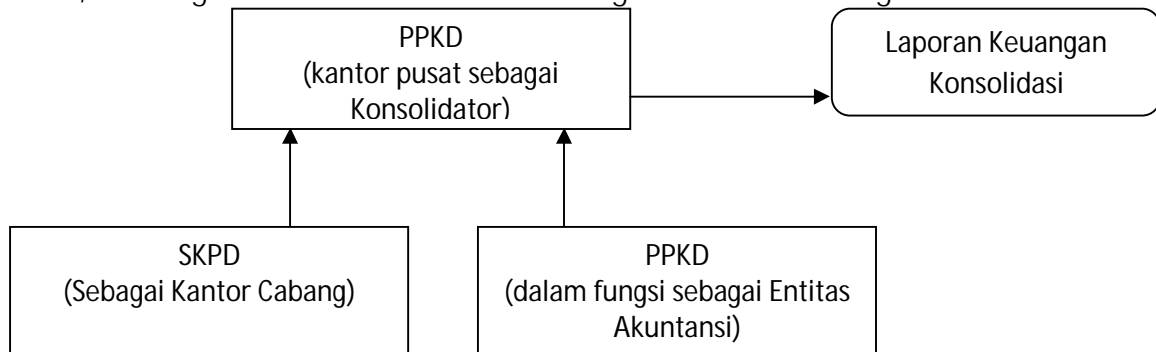 PPKD
(kantor pusat sebagai
Konsolidator)
Laporan Keuangan
Konsolidasi
SKPD
(Sebagai Kantor Cabang)
PPKD
(dalam fungsi sebagai Entitas
Akuntansi)